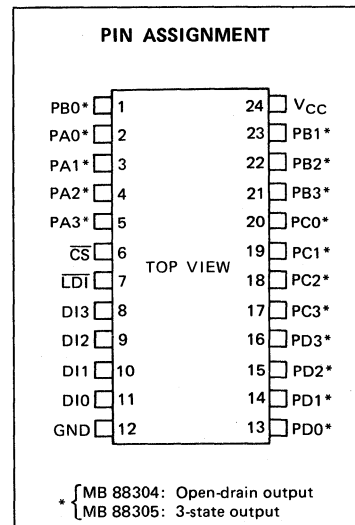 PIN ASSIGNMENT
PB0* 1 24 VCC
PA0* 2 23 PB1*
PA1* 3 22 PB2*
PA2* 4 21 PB3*
PA3* 5 20 PC0*
C̅S̅ 6 19 PC1*
TOP VIEW
L̅D̅I̅ 7 18 PC2*
DI3 8 17 PC3*
DI2 9 16 PD3*
DI1 10 15 PD2*
DI0 11 14 PD1*
GND 12 13 PD0*
* { MB 88304: Open-drain output
MB 88305: 3-state output